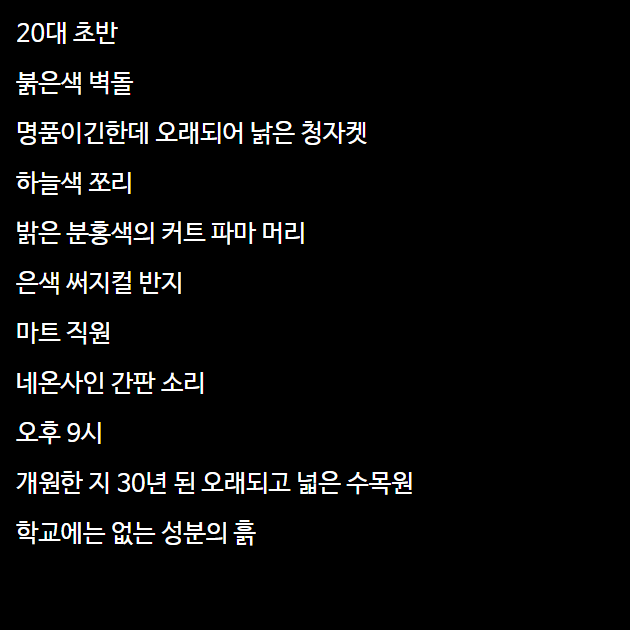 20대 초반
붉은색 벽돌
명품이긴한데 오래되어 낡은 청자켓
하늘색 쪼리
밝은 분홍색의 커트 파마 머리
은색 써지컬 반지
마트 직원
네온사인 간판 소리
오후 9시
개원한 지 30년 된 오래되고 넓은 수목원
학교에는 없는 성분의 흙